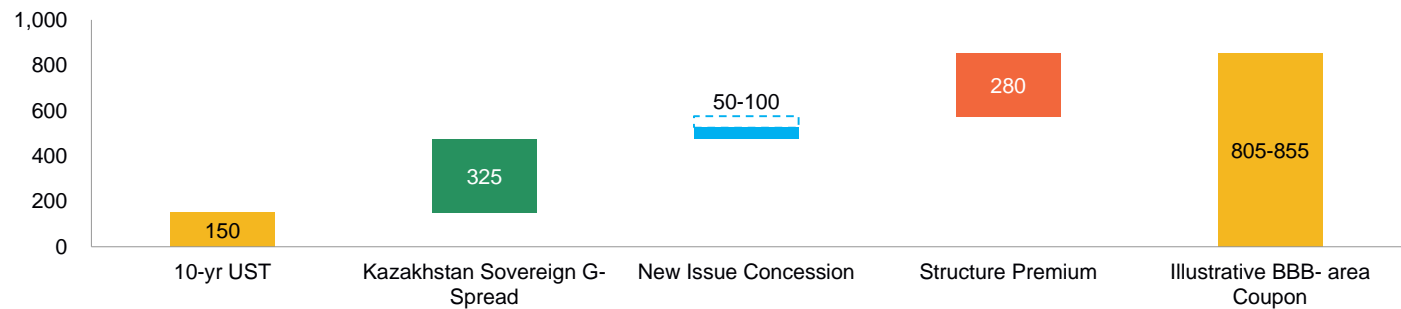 1,000
800
600
400
200
0
150
325
50-100
280
805-855
10-yr UST
Kazakhstan Sovereign G-
Spread
New Issue Concession
Structure Premium
Illustrative BBB- area
Coupon